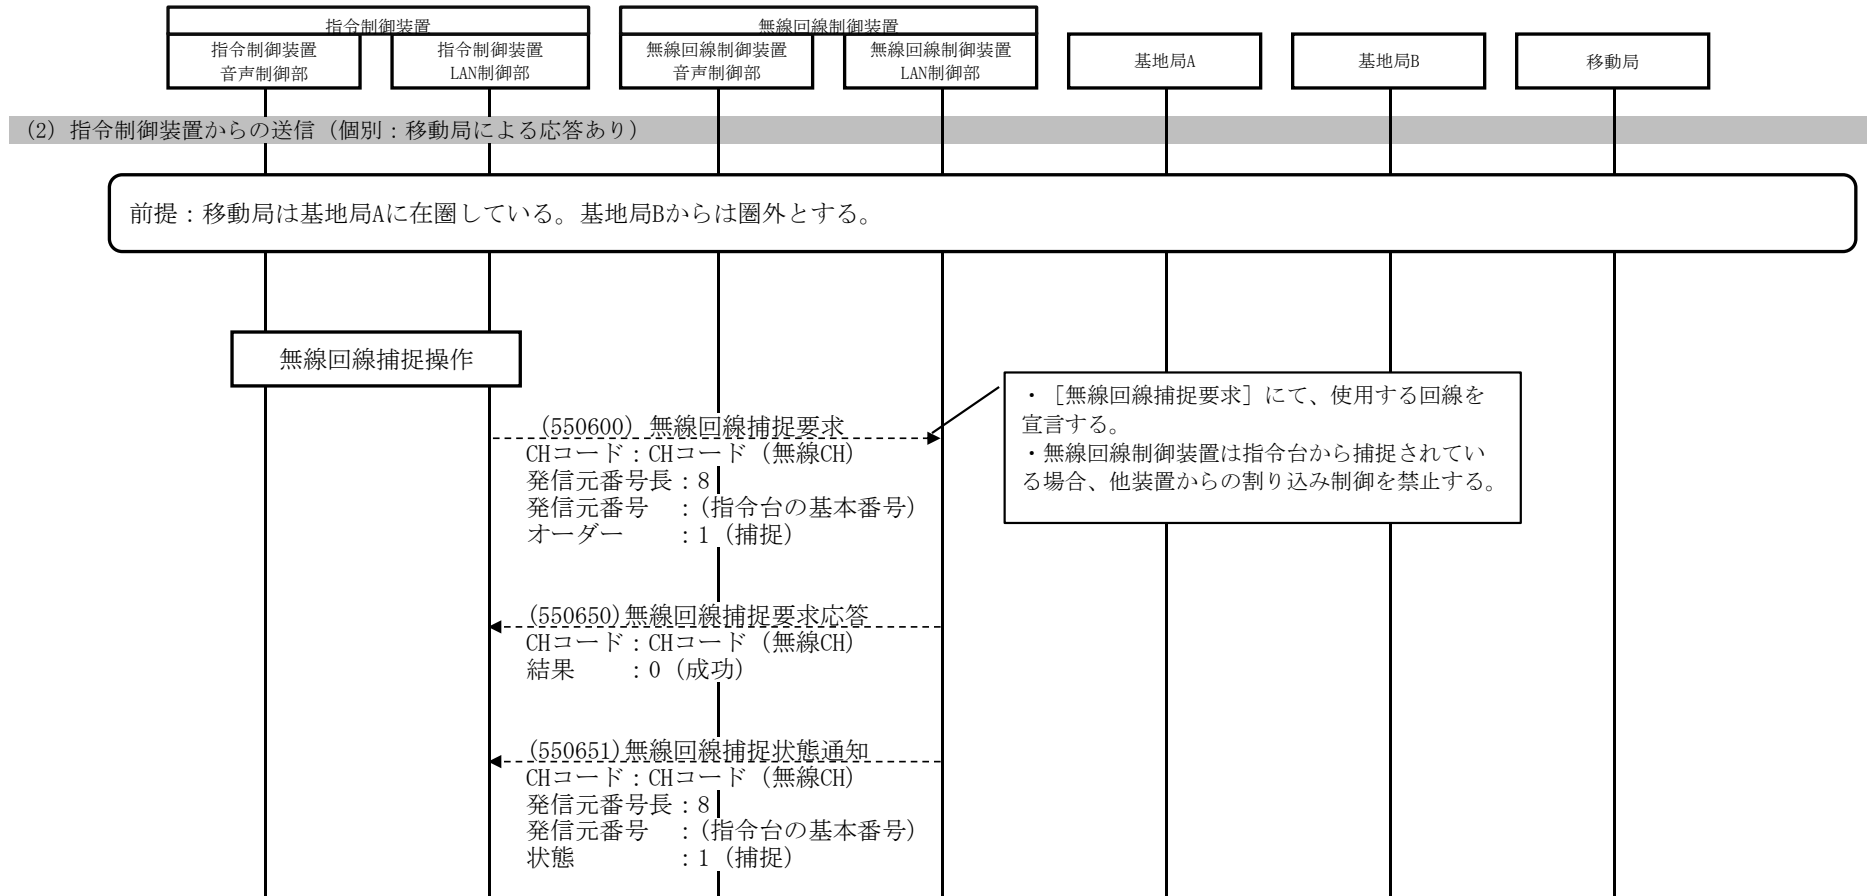 指令制御装置
無線回線制御装置
指令制御装置
音声制御部
指令制御装置
LAN制御部
無線回線制御装置
音声制御部
無線回線制御装置
LAN制御部
基地局A
基地局B
移動局
(2) 指令制御装置からの送信（個別：移動局による応答あり）
前提：移動局は基地局Aに在圏している。基地局Bからは圏外とする。
無線回線捕捉操作
(550600) 無線回線捕捉要求
CHコード：CHコード（無線CH）
発信元番号長：8
発信元番号　：(指令台の基本番号)
オーダー　　：1（捕捉）
・［無線回線捕捉要求］にて、使用する回線を
宣言する。
・無線回線制御装置は指令台から捕捉されてい
る場合、他装置からの割り込み制御を禁止する。
(550650)無線回線捕捉要求応答
CHコード：CHコード（無線CH）
結果　　：0（成功）
(550651)無線回線捕捉状態通知
CHコード：CHコード（無線CH）
発信元番号長：8
発信元番号　：(指令台の基本番号)
状態　　　　：1（捕捉）